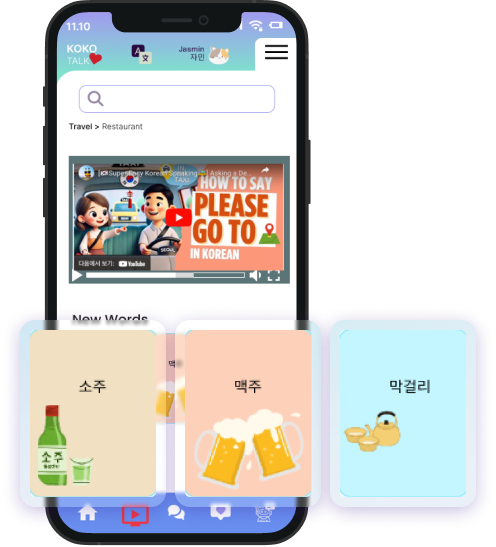 11.10
KOKO
TALK
A
文
Jasmin
자민
Travel > Restaurant
Super Easy Korean Speaking
Asking a De...
TAXI
HOW TO SAY
PLEASE
GO TO
IN KOREAN
SEOUL
다음에서 보기: YouTube
New Words
소주
맥주
막걸리
소주